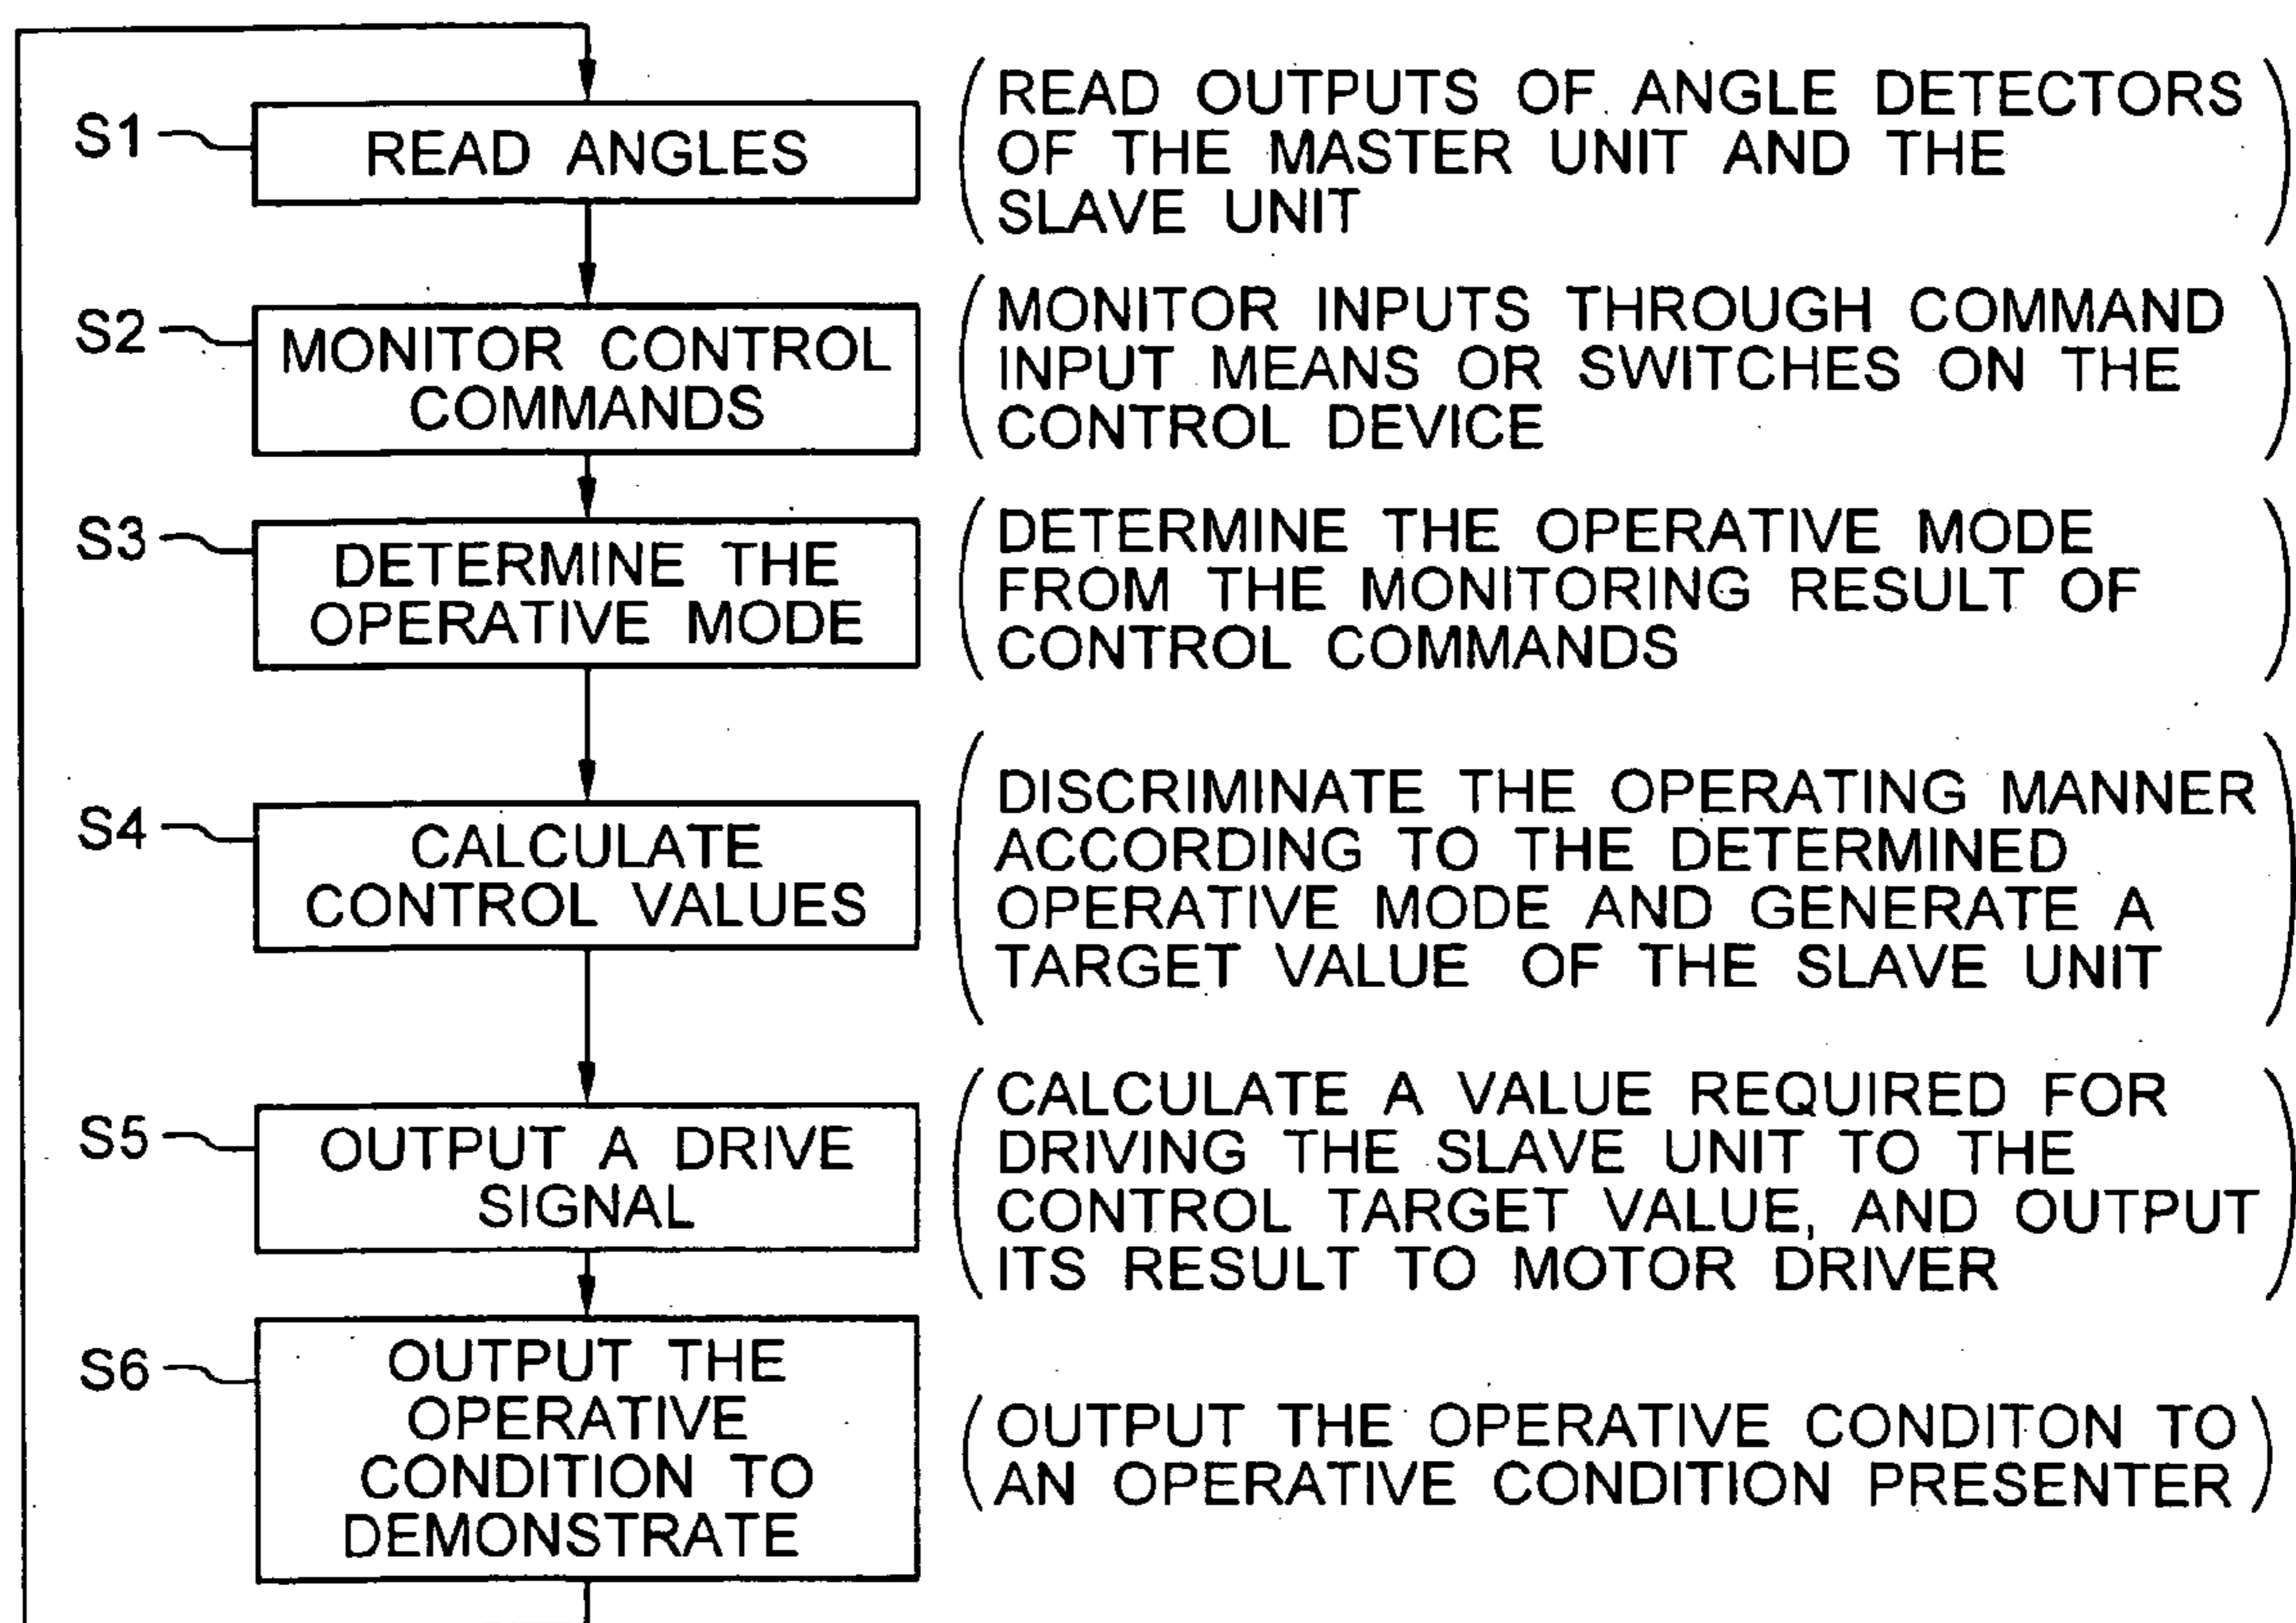 S1
READ ANGLES
READ OUTPUTS OF ANGLE DETECTORS
OF THE MASTER UNIT AND THE
SLAVE UNIT
S2
MONITOR CONTROL
COMMANDS
MONITOR INPUTS THROUGH COMMAND
INPUT MEANS OR SWITCHES ON THE
CONTROL DEVICE
S3
DETERMINE THE
OPERATIVE MODE
DETERMINE THE OPERATIVE MODE
FROM THE MONITORING RESULT OF
CONTROL COMMANDS
S4
CALCULATE
CONTROL VALUES
DISCRIMINATE THE OPERATING MANNER
ACCORDING TO THE DETERMINED
OPERATIVE MODE AND GENERATE A
TARGET VALUE OF THE SLAVE UNIT
S5
OUTPUT A DRIVE
SIGNAL
CALCULATE A VALUE REQUIRED FOR
DRIVING THE SLAVE UNIT TO THE
CONTROL TARGET VALUE, AND OUTPUT
ITS RESULT TO MOTOR DRIVER
S6
OUTPUT THE
OPERATIVE
CONDITION TO
DEMONSTRATE
OUTPUT THE OPERATIVE CONDITON TO
AN OPERATIVE CONDITION PRESENTER